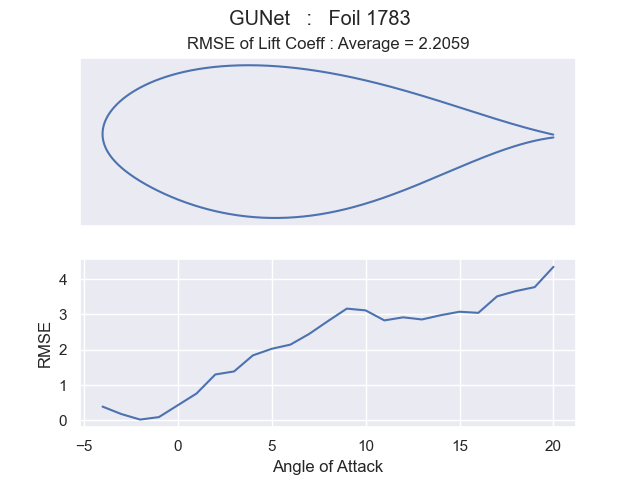 GUNet : Foil 1783
RMSE of Lift Coeff : Average = 2.2059
4
3
2
1
0
RMSE
−5 0 5 10 15 20
Angle of Attack